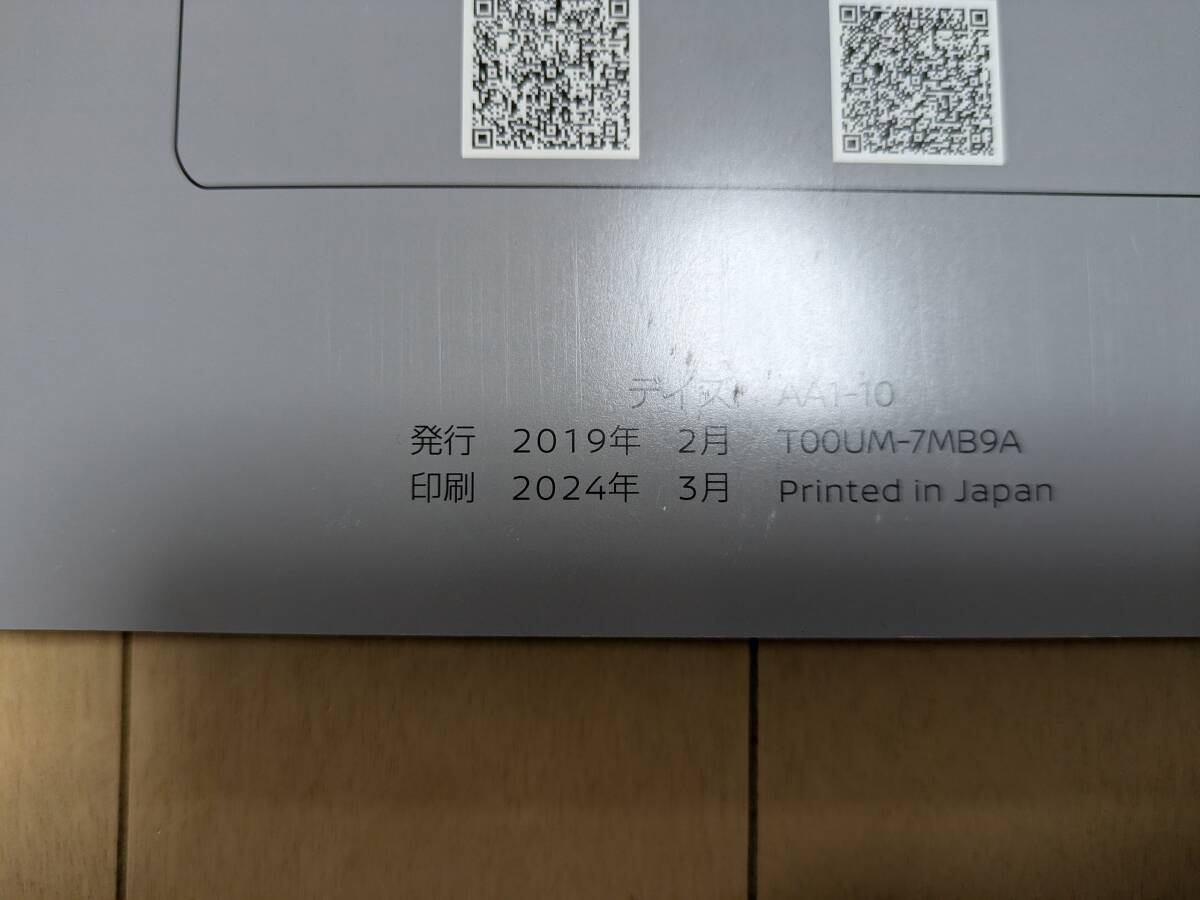 デイズ AA1-10
発行 2019年 2月 T00UM-7MB9A
印刷 2024年 3月 Printed in Japan